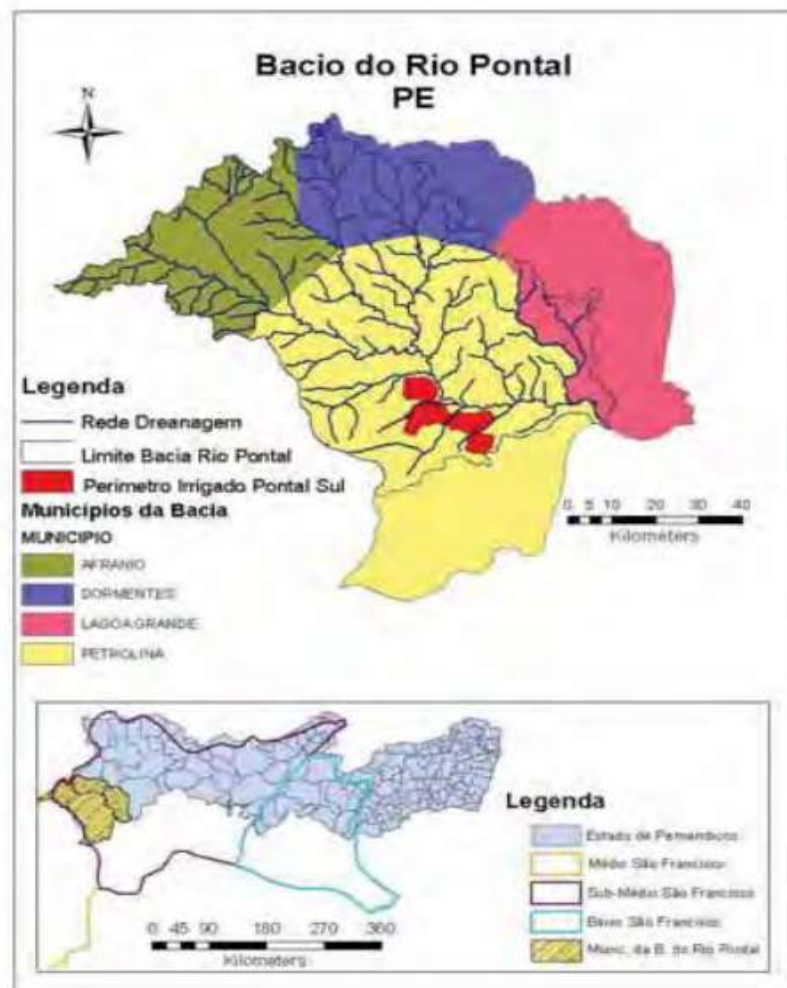 Bacio do Rio Pontal
PE
N
Legenda
Rede Dreanagem
Limite Bacia Rio Pontal
Perimetro Irrigado Pontal Sul
Municípios da Bacia
MUNICIPIO
AFRANIO
DORMENTES
LAGOA GRANDE
PETROLINA
0 5 10 20 30 40
Kilometers
Legenda
Estado de Pernambuco
Médio São Francisco
Sub-Médio São Francisco
Baixo São Francisco
Munic. da B. do Rio Pontal
0 45 90 180 270 360
Kilometers